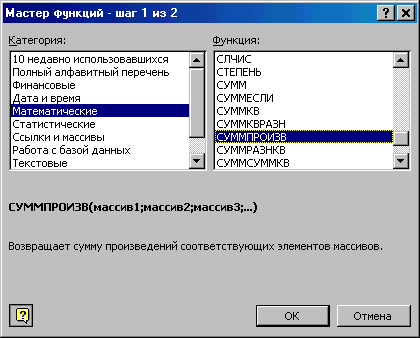 Мастер функций - шаг 1 из 2
Категория:
10 недавно использовавшихся
Полный алфавитный перечень
Финансовые
Дата и время
Математические
Статистические
Ссылки и массивы
Работа с базой данных
Текстовые
Функция:
СЛЧИС
СТЕПЕНЬ
СУММ
СУММЕСЛИ
СУММКВ
СУММКВРАЗН
СУММПРОИЗВ
СУММРАЗНКВ
СУММСУММКВ
СУММПРОИЗВ(массив1;массив2;массив3;...)
Возвращает сумму произведений соответствующих элементов массивов.
?
ОК
Отмена